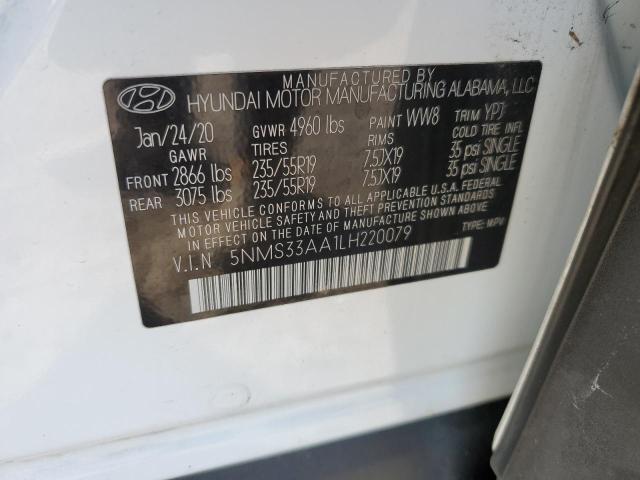 MANUFACTURED BY
HYUNDAI MOTOR MANUFACTURING ALABAMA, LLC
Jan/24/20 GVWR 4960 lbs PAINT WW8 TRIM YPJ
GAWR TIRES RIMS COLD TIRE INFL
FRONT 2866 lbs 235/55R19 7.5JX19 35 psi SINGLE
REAR 3075 lbs 235/55R19 7.5JX19 35 psi SINGLE
THIS VEHICLE CONFORMS TO ALL APPLICABLE U.S.A. FEDERAL
MOTOR VEHICLE SAFETY AND THEFT PREVENTION STANDARDS
IN EFFECT ON THE DATE OF MANUFACTURE SHOWN ABOVE.
V.I.N 5NMS33AA1LH220079 TYPE: MPV